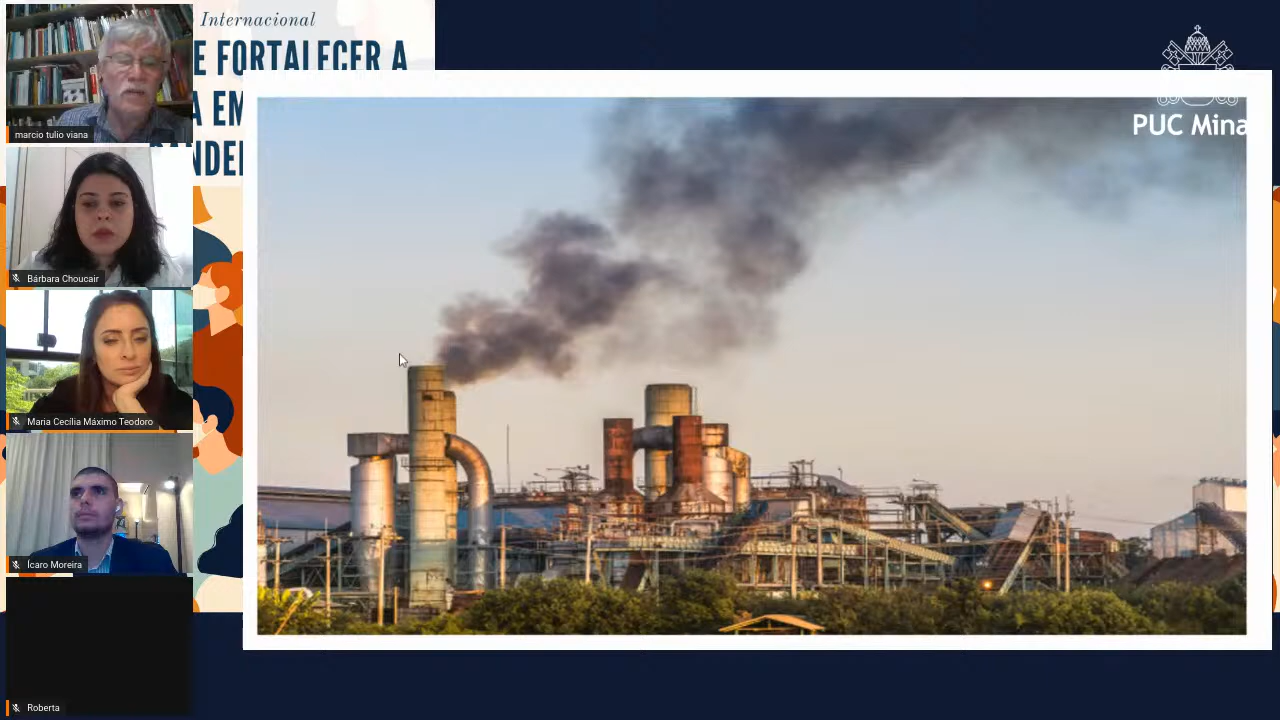 Internacional
E FORTALECER A
A EM
NDE
marcio tulio viana
Bárbara Choucair
Maria Cecília Máximo Teodoro
Ícaro Moreira
Roberta
PUC Mina